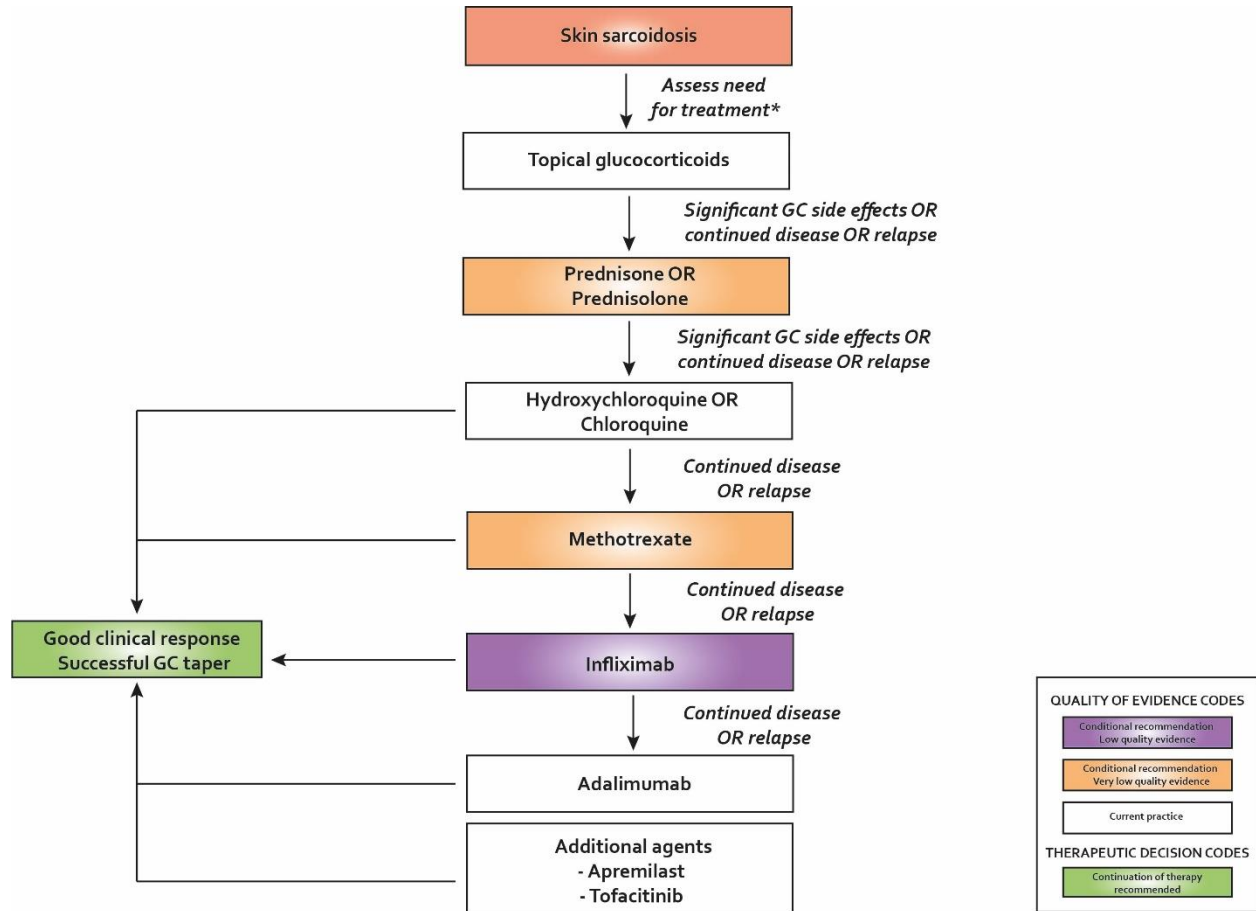 Skin sarcoidosis
Assess need
for treatment*
Topical glucocorticoids
Significant GC side effects OR
continued disease OR relapse
Prednisone OR
Prednisolone
Significant GC side effects OR
continued disease OR relapse
Hydroxychloroquine OR
Chloroquine
Continued disease
OR relapse
Methotrexate
Continued disease
OR relapse
Good clinical response
Successful GC taper
Infliximab
Continued disease
OR relapse
Adalimumab
Additional agents
- Apremilast
- Tofacitinib
QUALITY OF EVIDENCE CODES
Conditional recommendation
Low quality evidence
Conditional recommendation
Very low quality evidence
Current practice
THERAPEUTIC DECISION CODES
Continuation of therapy
recommended